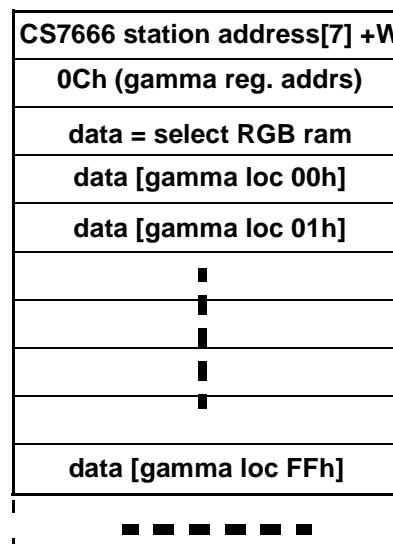 CS7666 station address[7] +W
0Ch (gamma reg. addrs)
data = select RGB ram
data [gamma loc 00h]
data [gamma loc 01h]
data [gamma loc FFh]